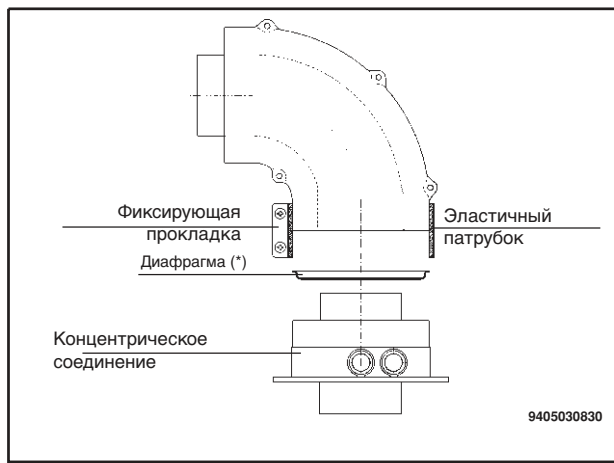 Фиксирующая
прокладка
Эластичный
патрубок
Диафрагма (*)
Концентрическое
соединение
9405030830